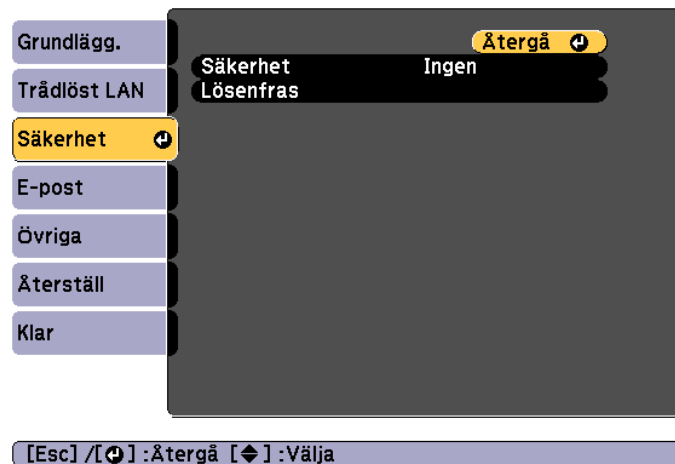 Grundlägg.
Trådlöst LAN
Säkerhet
E-post
Övriga
Återställ
Klar
Återgå
Säkerhet Ingen
Lösenfras
[Esc] /[ ] :Återgå [ ] :Välja